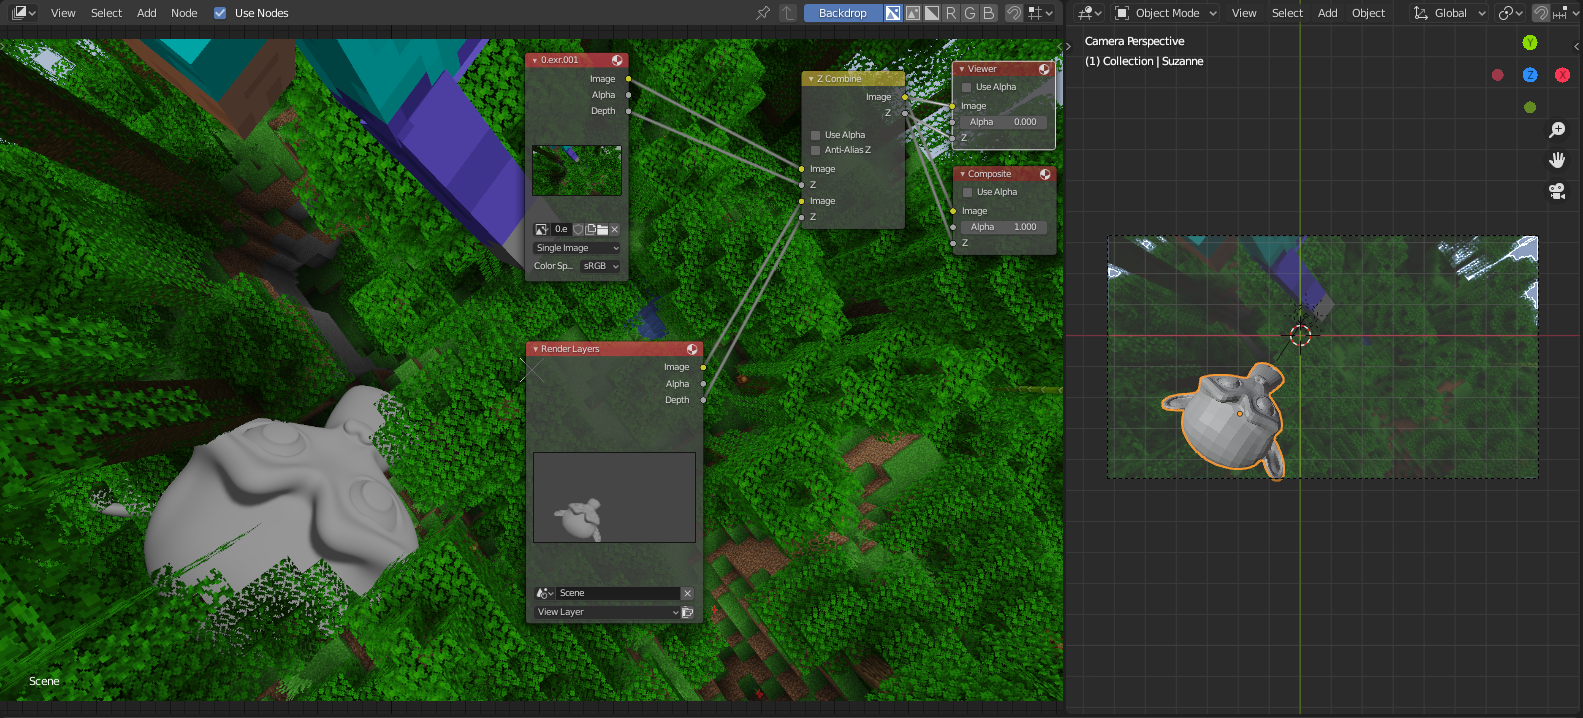 View Select Add Node Use Nodes Backdrop R G B
Object Mode View Select Add Object Global
Camera Perspective
(1) Collection | Suzanne
Y
Z X
0.exr.001
Image
Alpha
Depth
0.e
Single Image
Color Sp... sRGB
Z Combine
Image
Z
Use Alpha
Anti-Alias Z
Image
Z
Image
Z
Viewer
Use Alpha
Image
Alpha 0.000
Z
Composite
Use Alpha
Image
Alpha 1.000
Z
Render Layers
Image
Alpha
Depth
Scene
View Layer
Scene